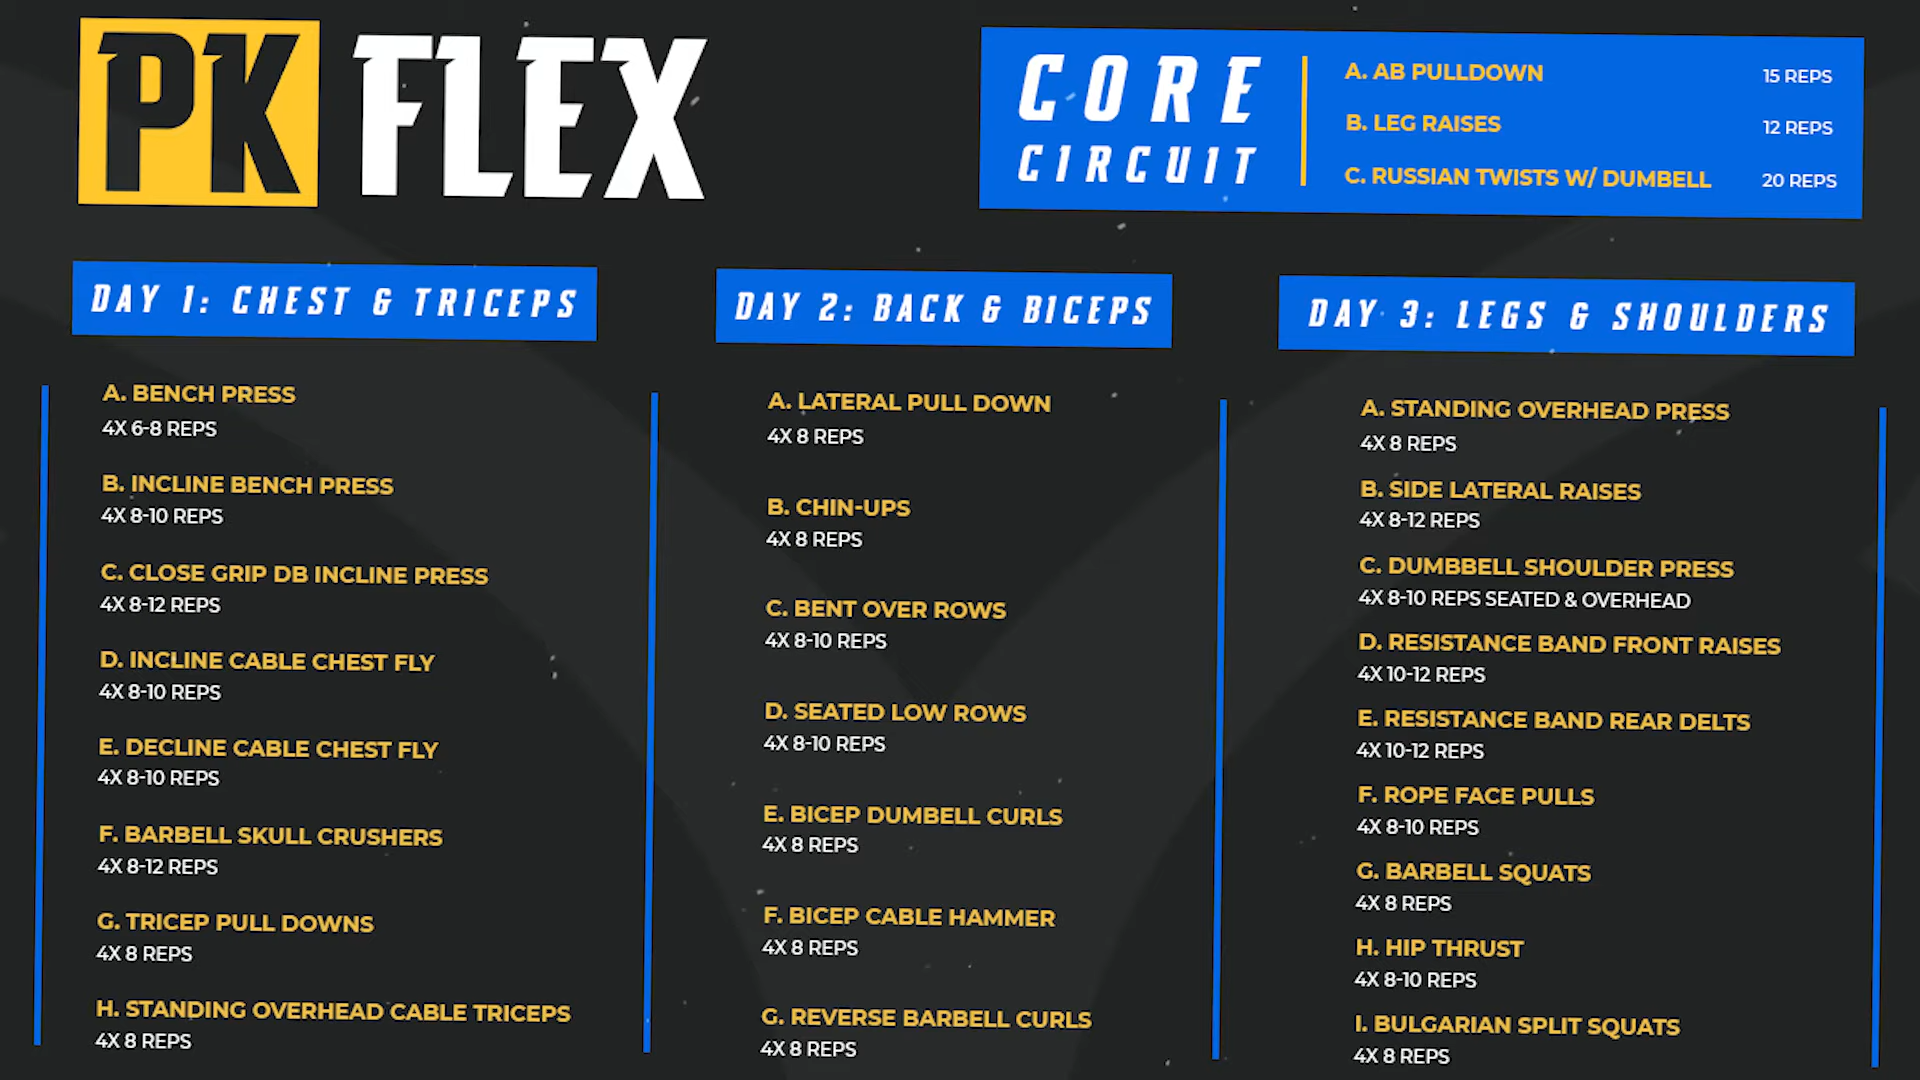 PK FLEX
CORE
CIRCUIT
A. AB PULLDOWN 15 REPS
B. LEG RAISES 12 REPS
C. RUSSIAN TWISTS W/ DUMBELL 20 REPS
DAY 1: CHEST & TRICEPS
A. BENCH PRESS
4X 6-8 REPS
B. INCLINE BENCH PRESS
4X 8-10 REPS
C. CLOSE GRIP DB INCLINE PRESS
4X 8-12 REPS
D. INCLINE CABLE CHEST FLY
4X 8-10 REPS
E. DECLINE CABLE CHEST FLY
4X 8-10 REPS
F. BARBELL SKULL CRUSHERS
4X 8-12 REPS
G. TRICEP PULL DOWNS
4X 8 REPS
H. STANDING OVERHEAD CABLE TRICEPS
4X 8 REPS
DAY 2: BACK & BICEPS
A. LATERAL PULL DOWN
4X 8 REPS
B. CHIN-UPS
4X 8 REPS
C. BENT OVER ROWS
4X 8-10 REPS
D. SEATED LOW ROWS
4X 8-10 REPS
E. BICEP DUMBELL CURLS
4X 8 REPS
F. BICEP CABLE HAMMER
4X 8 REPS
G. REVERSE BARBELL CURLS
4X 8 REPS
DAY 3: LEGS & SHOULDERS
A. STANDING OVERHEAD PRESS
4X 8 REPS
B. SIDE LATERAL RAISES
4X 8-12 REPS
C. DUMBBELL SHOULDER PRESS
4X 8-10 REPS SEATED & OVERHEAD
D. RESISTANCE BAND FRONT RAISES
4X 10-12 REPS
E. RESISTANCE BAND REAR DELTS
4X 10-12 REPS
F. ROPE FACE PULLS
4X 8-10 REPS
G. BARBELL SQUATS
4X 8 REPS
H. HIP THRUST
4X 8-10 REPS
I. BULGARIAN SPLIT SQUATS
4X 8 REPS